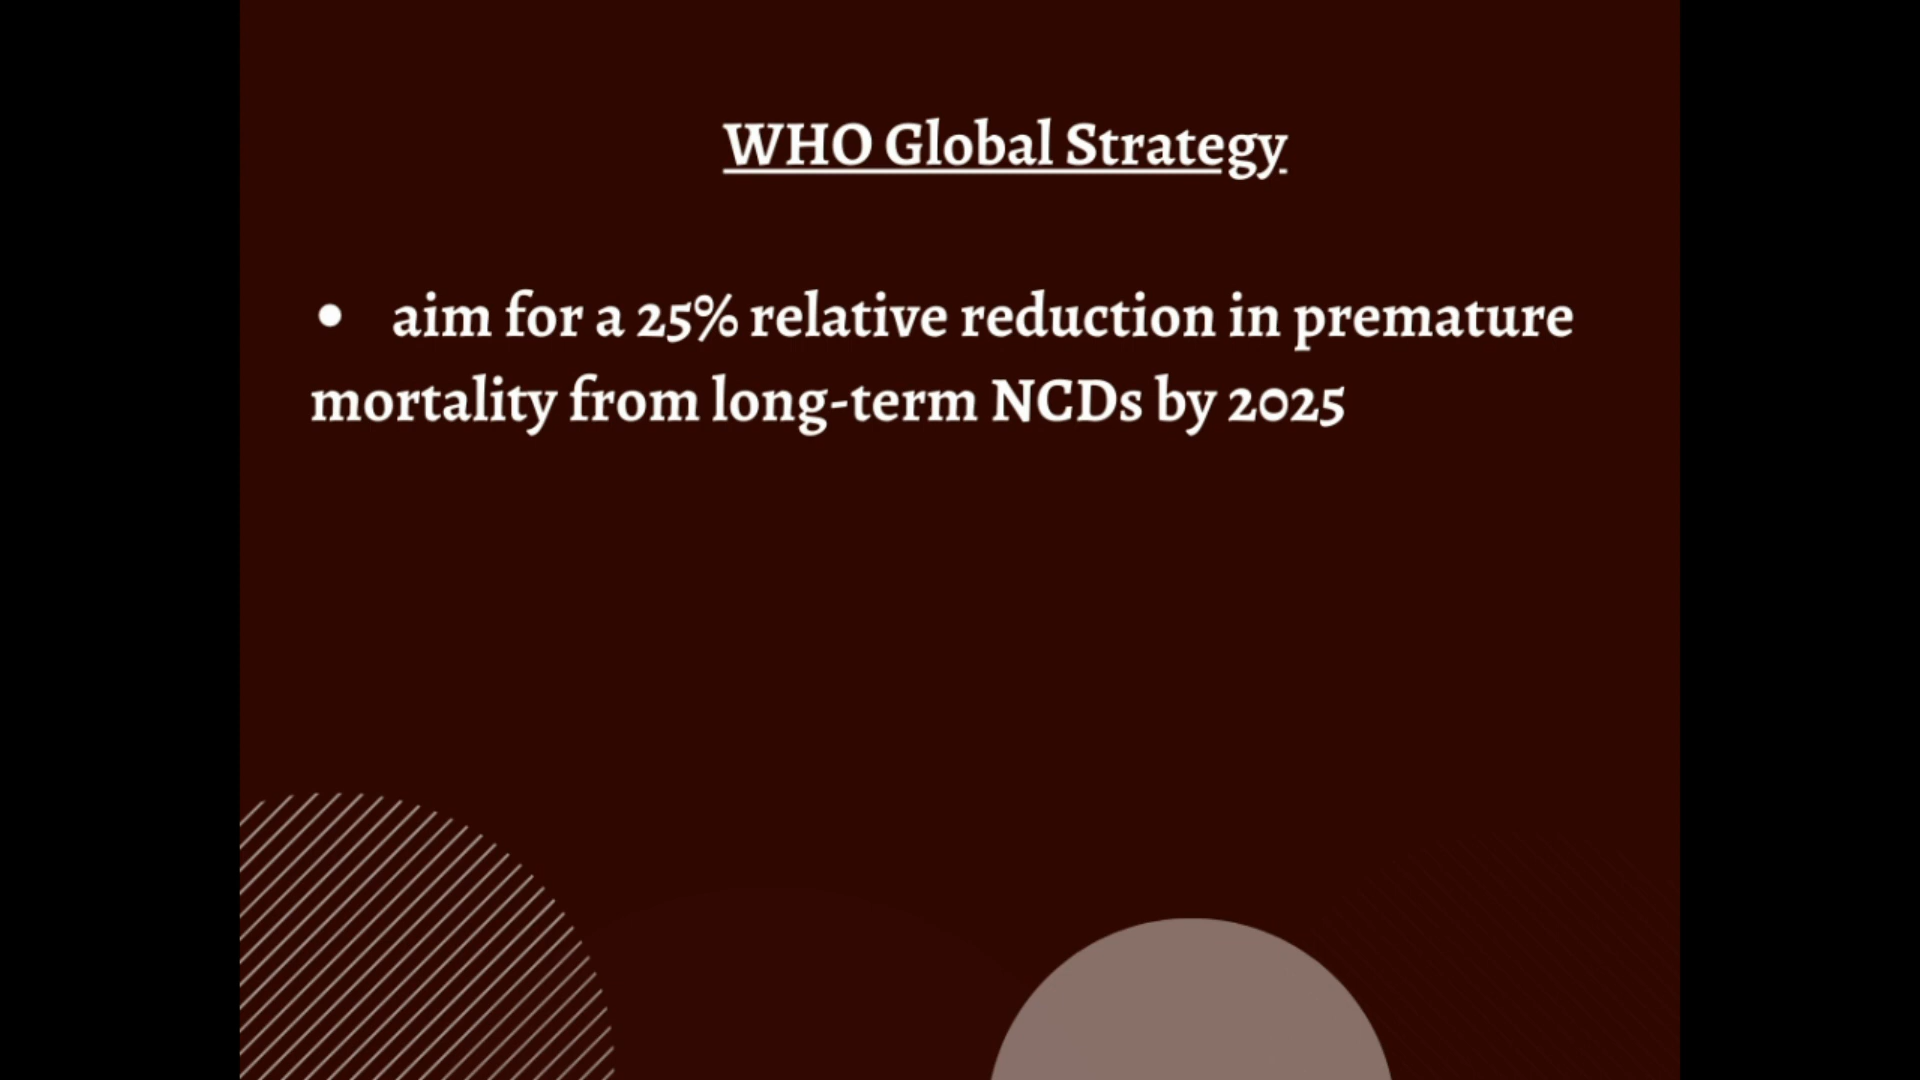 WHO Global Strategy
• aim for a 25% relative reduction in premature
mortality from long-term NCDs by 2025